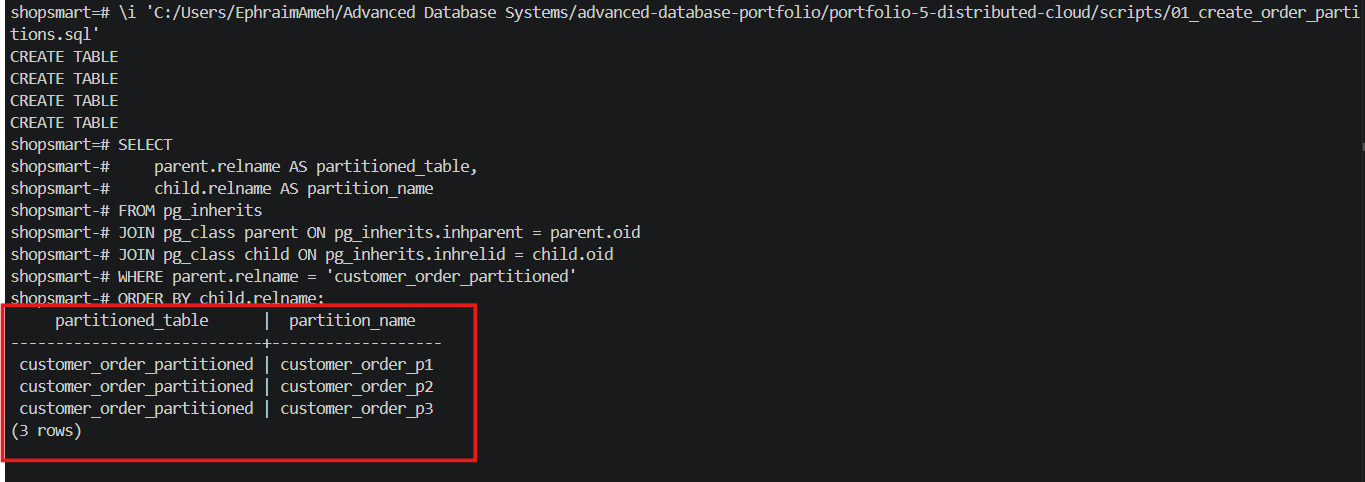 shopsmart=# \i 'C:/Users/EphraimAmeh/Advanced Database Systems/advanced-database-portfolio/portfolio-5-distributed-cloud/scripts/01_create_order_parti
tions.sql'
CREATE TABLE
CREATE TABLE
CREATE TABLE
CREATE TABLE
shopsmart=# SELECT
shopsmart-#     parent.relname AS partitioned_table,
shopsmart-#     child.relname AS partition_name
shopsmart-# FROM pg_inherits
shopsmart-# JOIN pg_class parent ON pg_inherits.inhparent = parent.oid
shopsmart-# JOIN pg_class child ON pg_inherits.inhrelid = child.oid
shopsmart-# WHERE parent.relname = 'customer_order_partitioned'
shopsmart-# ORDER BY child.relname;
     partitioned_table      |  partition_name
----------------------------+-------------------
 customer_order_partitioned | customer_order_p1
 customer_order_partitioned | customer_order_p2
 customer_order_partitioned | customer_order_p3
(3 rows)